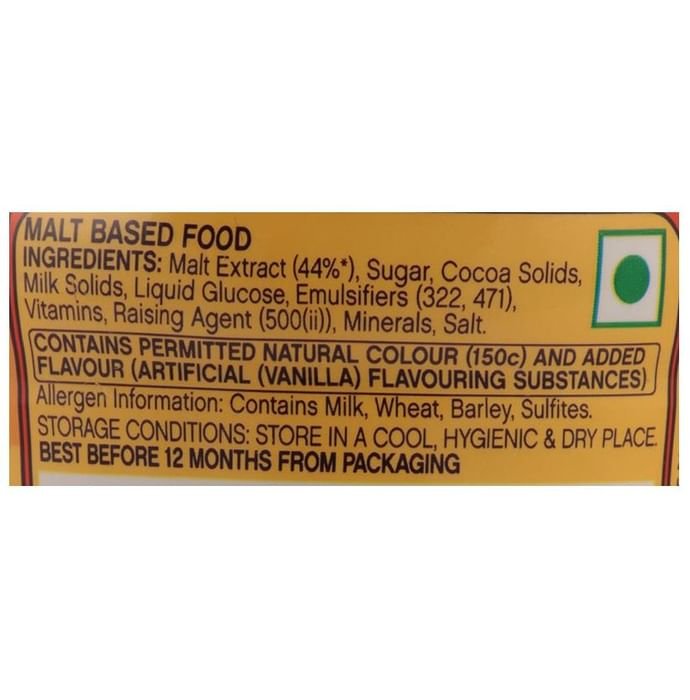 MALT BASED FOOD
INGREDIENTS: Malt Extract (44%*), Sugar, Cocoa Solids,
Milk Solids, Liquid Glucose, Emulsifiers (322, 471),
Vitamins, Raising Agent (500(ii)), Minerals, Salt.
CONTAINS PERMITTED NATURAL COLOUR (150c) AND ADDED
FLAVOUR (ARTIFICIAL (VANILLA) FLAVOURING SUBSTANCES)
Allergen Information: Contains Milk, Wheat, Barley, Sulfites.
STORAGE CONDITIONS: STORE IN A COOL, HYGIENIC & DRY PLACE.
BEST BEFORE 12 MONTHS FROM PACKAGING